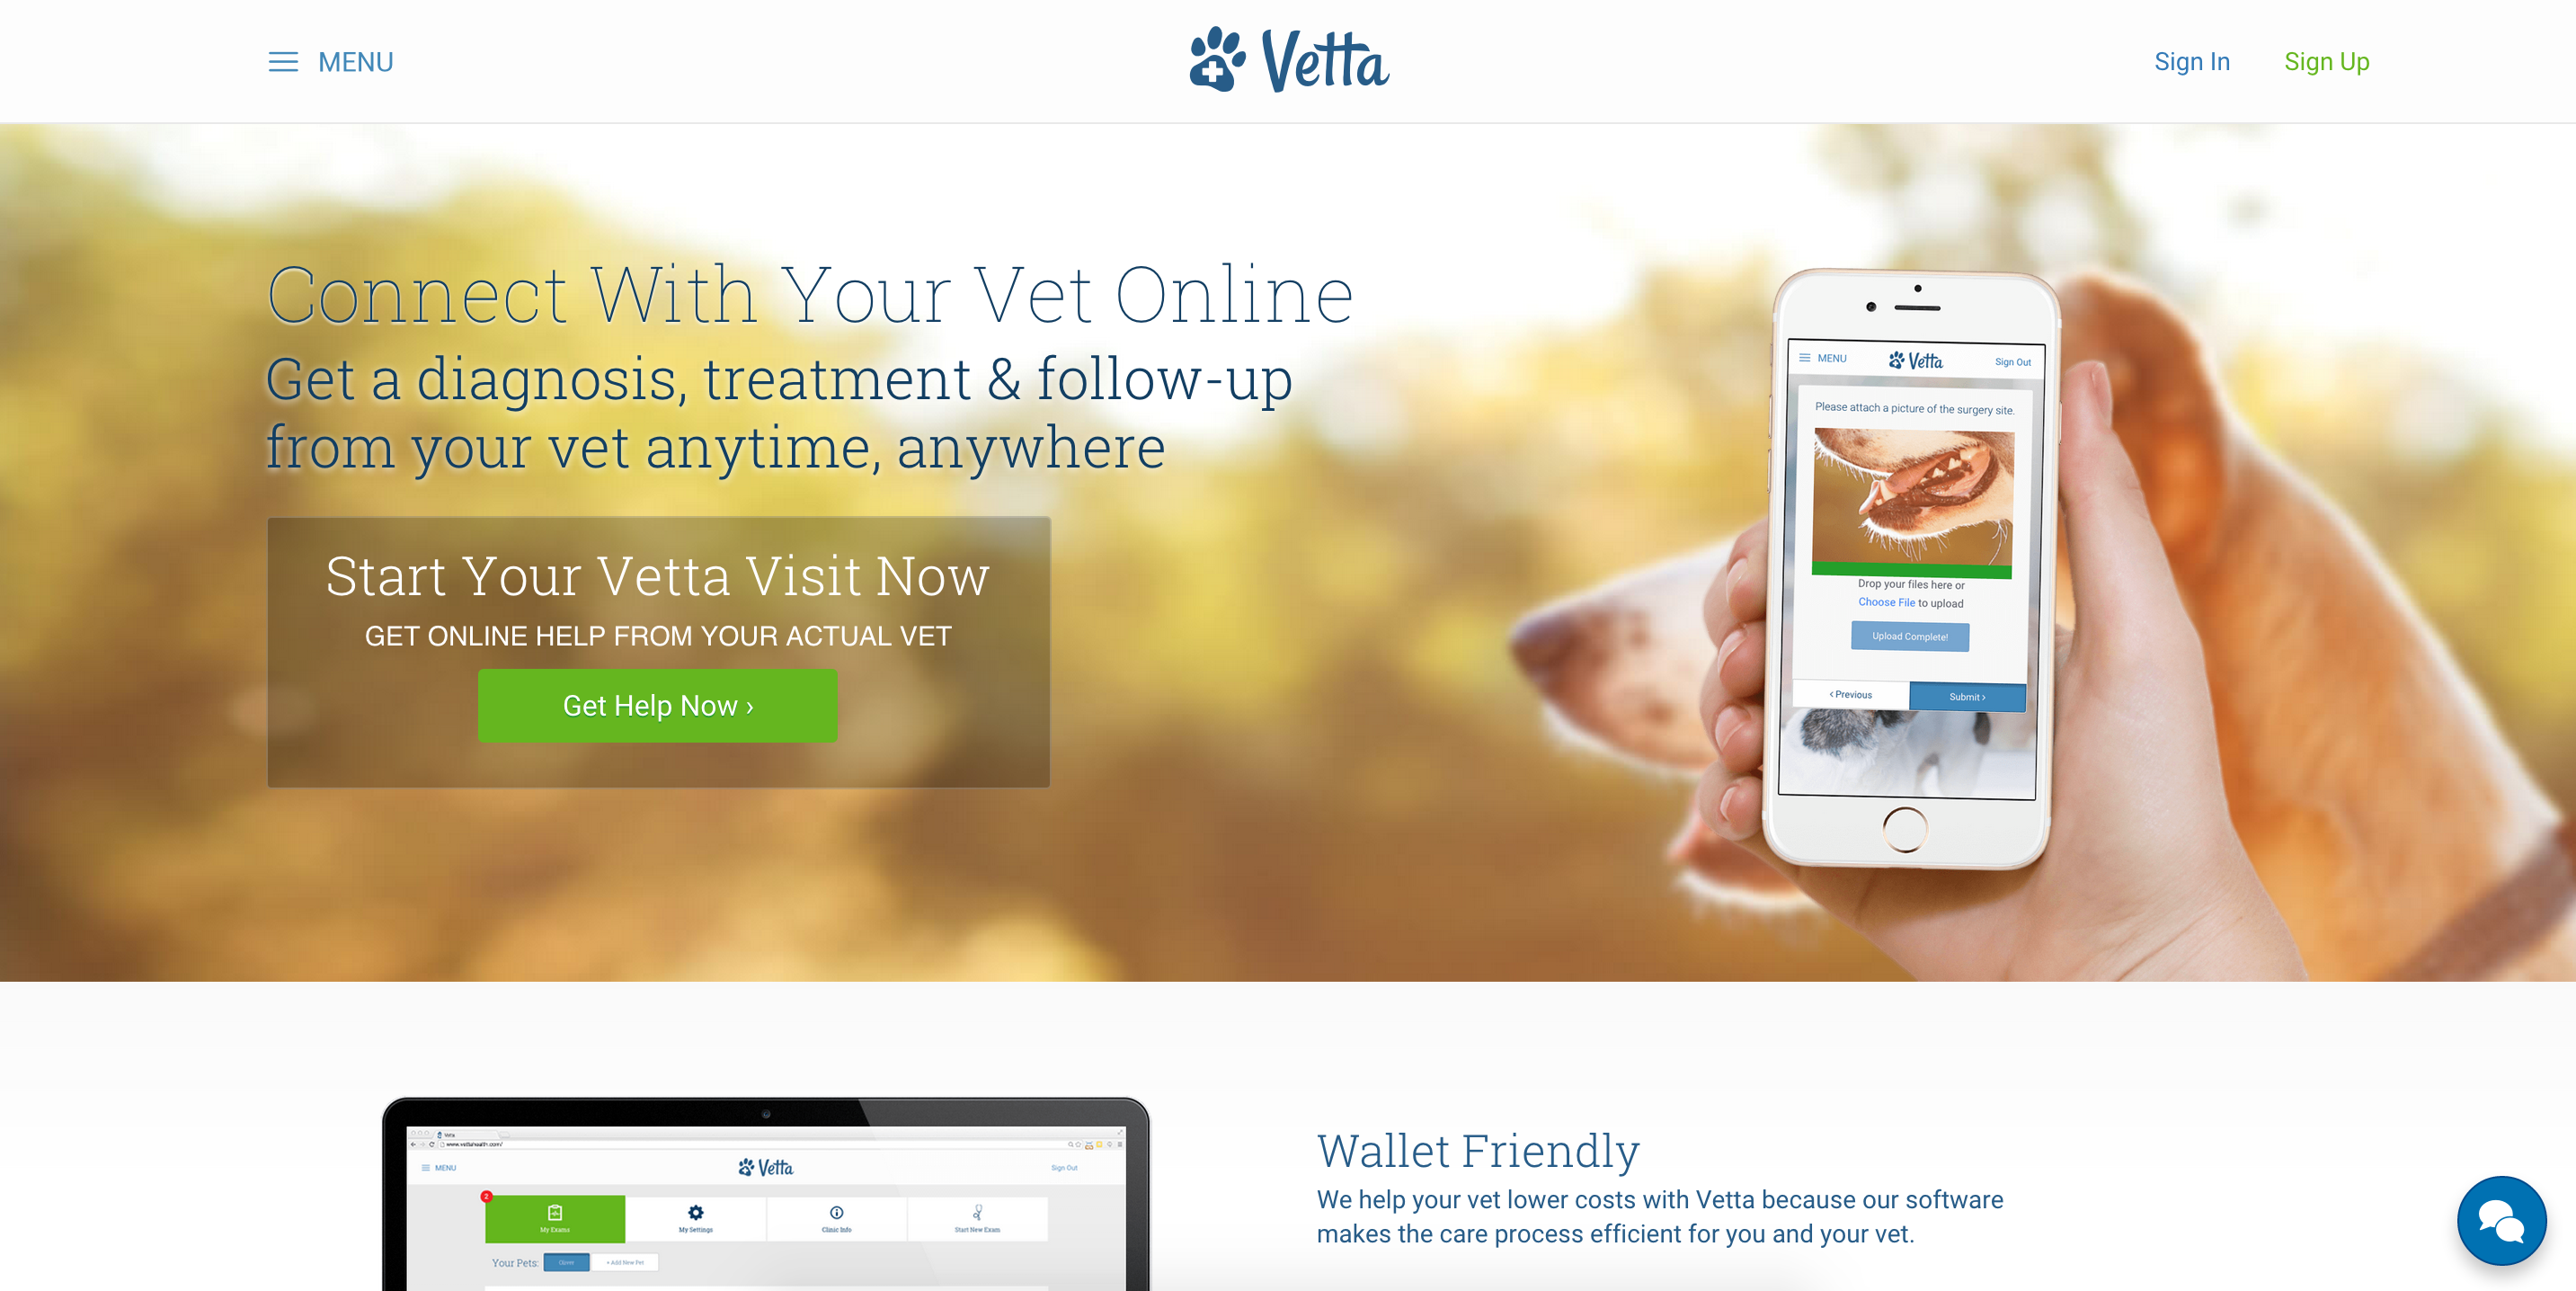 MENU
Vetta
Sign In
Sign Up
Connect With Your Vet Online
Get a diagnosis, treatment & follow-up
from your vet anytime, anywhere
Start Your Vetta Visit Now
GET ONLINE HELP FROM YOUR ACTUAL VET
Get Help Now ›
MENU
Vetta
Sign Out
Please attach a picture of the surgery site.
Drop your files here or
Choose File to upload
Upload Complete!
‹ Previous
Submit ›
Vetta
www.vettahealth.com/
MENU
Vetta
Sign Out
2
My Exams
My Settings
Clinic Info
Start New Exam
Your Pets:
+ Add New Pet
Wallet Friendly
We help your vet lower costs with Vetta because our software
makes the care process efficient for you and your vet.